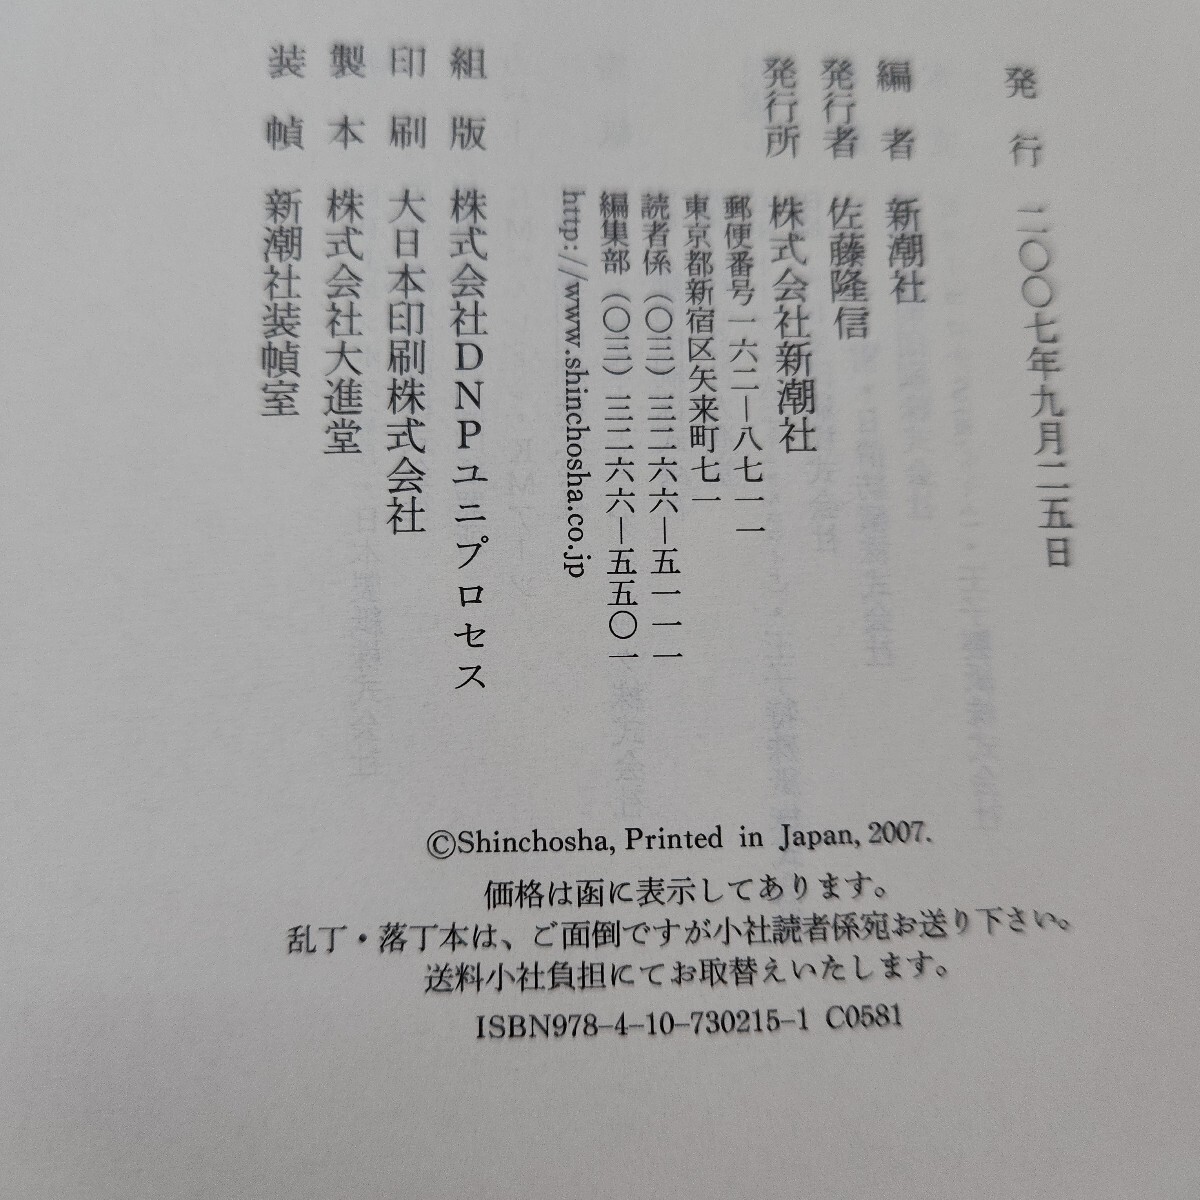 発行 二〇〇七年九月二五日
編者 新潮社
発行者 佐藤隆信
発行所 株式会社新潮社
郵便番号一六二―八七一一
東京都新宿区矢来町七一
読者係（〇三）三二六六―五一一一
編集部（〇三）三二六六―五五〇一
http://www.shinchosha.co.jp
組版 株式会社DNPユニプロセス
印刷 大日本印刷株式会社
製本 株式会社大進堂
装幀 新潮社装幀室
©Shinchosha, Printed in Japan, 2007.
価格は函に表示してあります。
乱丁・落丁本は、ご面倒ですが小社読者係宛お送り下さい。
送料小社負担にてお取替えいたします。
ISBN978-4-10-730215-1 C0581